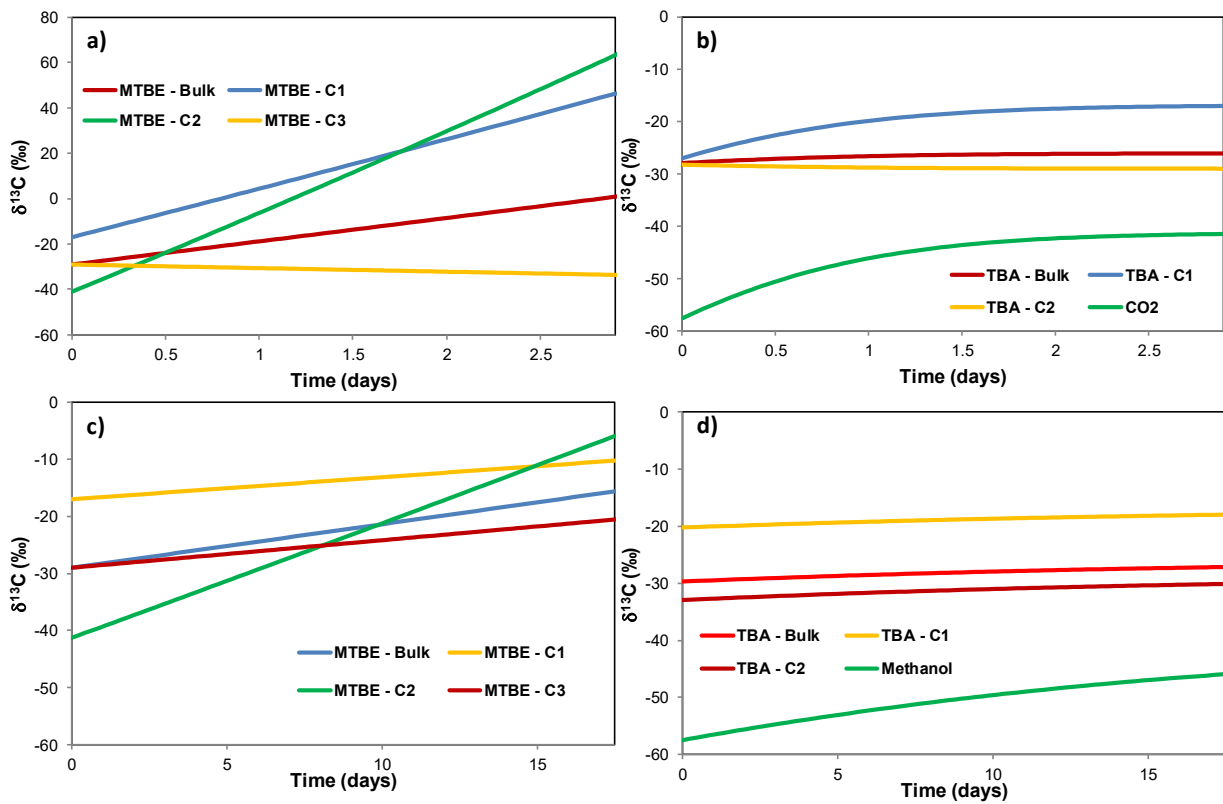 a)
MTBE - Bulk MTBE - C1
MTBE - C2 MTBE - C3
δ¹³C (‰)
80
60
40
20
0
-20
-40
-60
0 0.5 1 1.5 2 2.5
Time (days)
b)
TBA - Bulk TBA - C1
TBA - C2 CO2
δ¹³C (‰)
0
-10
-20
-30
-40
-50
-60
0 0.5 1 1.5 2 2.5
Time (days)
c)
MTBE - Bulk MTBE - C1
MTBE - C2 MTBE - C3
δ¹³C (‰)
0
-10
-20
-30
-40
-50
-60
0 5 10 15
Time (days)
d)
TBA - Bulk TBA - C1
TBA - C2 Methanol
δ¹³C (‰)
0
-10
-20
-30
-40
-50
-60
0 5 10 15
Time (days)